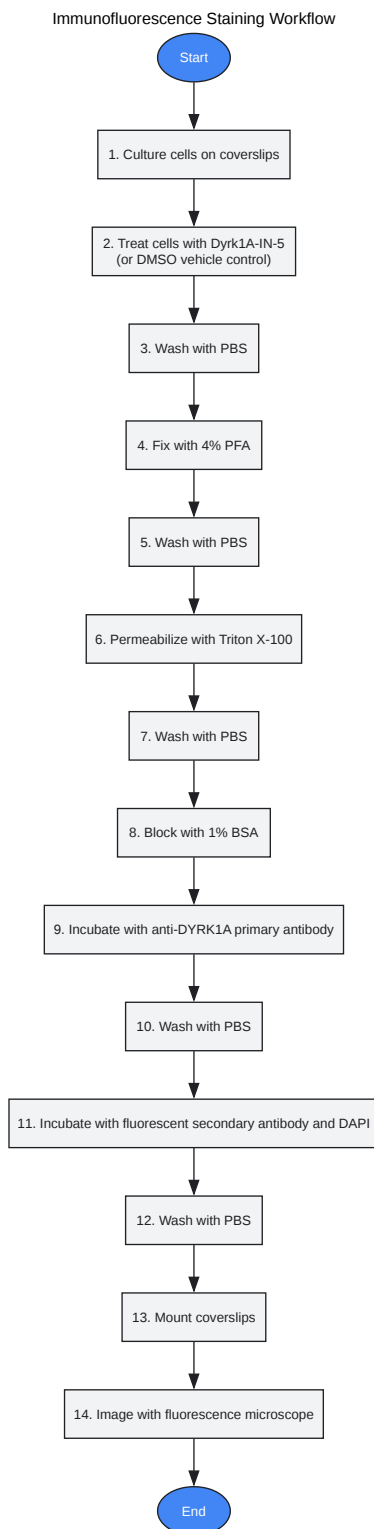 Immunofluorescence Staining Workflow
Start
1. Culture cells on coverslips
2. Treat cells with Dyrk1A-IN-5
(or DMSO vehicle control)
3. Wash with PBS
4. Fix with 4% PFA
5. Wash with PBS
6. Permeabilize with Triton X-100
7. Wash with PBS
8. Block with 1% BSA
9. Incubate with anti-DYRK1A primary antibody
10. Wash with PBS
11. Incubate with fluorescent secondary antibody and DAPI
12. Wash with PBS
13. Mount coverslips
14. Image with fluorescence microscope
End